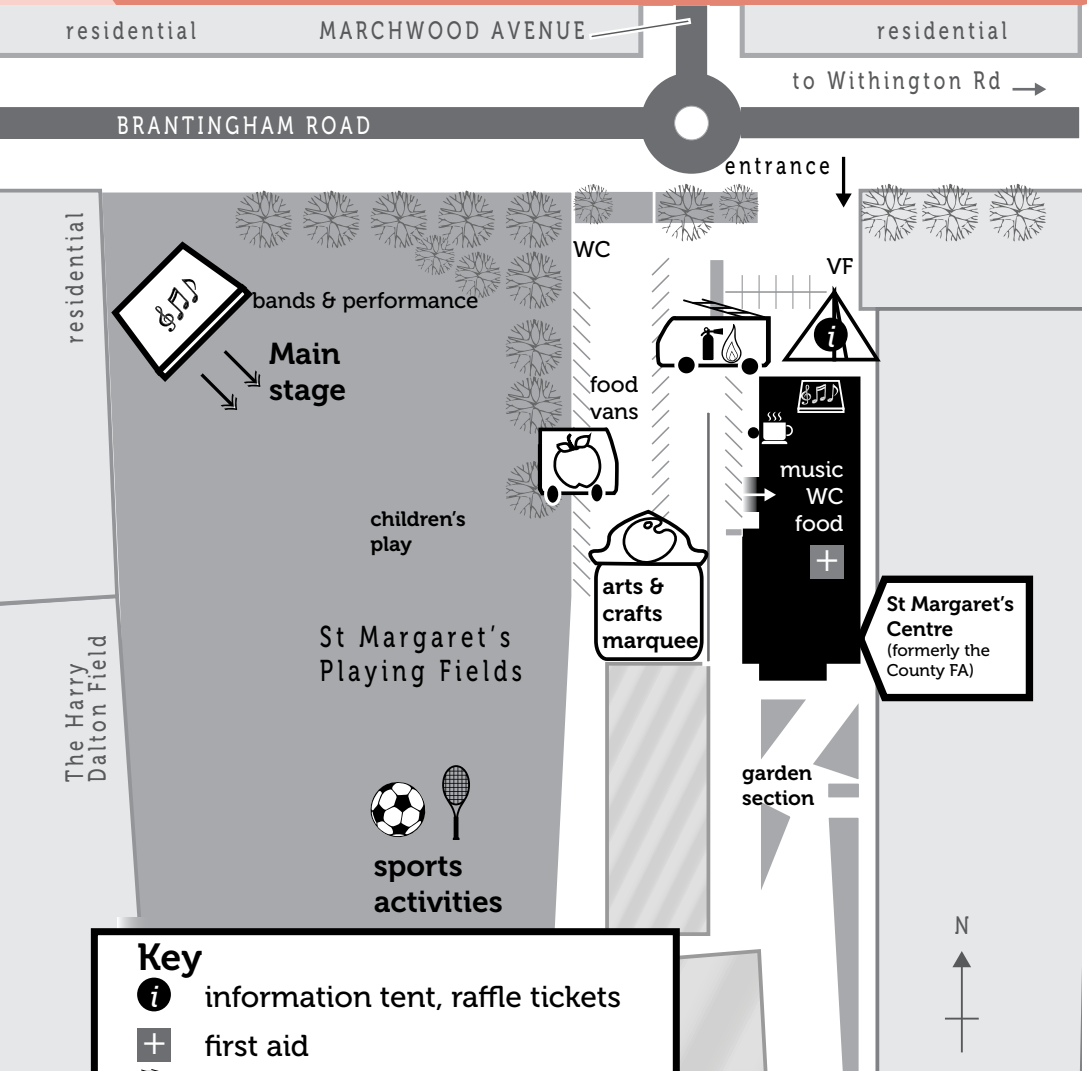 residential
MARCHWOOD AVENUE
residential
to Withington Rd
BRANTINGHAM ROAD
entrance
residential
WC
VF
bands & performance
i
Main
stage
food
vans
music
WC
food
children's
play
arts &
crafts
marquee
St Margaret's
Centre
(formerly the
County FA)
St Margaret's
Playing Fields
The Harry
Dalton Field
garden
section
sports
activities
N
Key
i information tent, raffle tickets
first aid